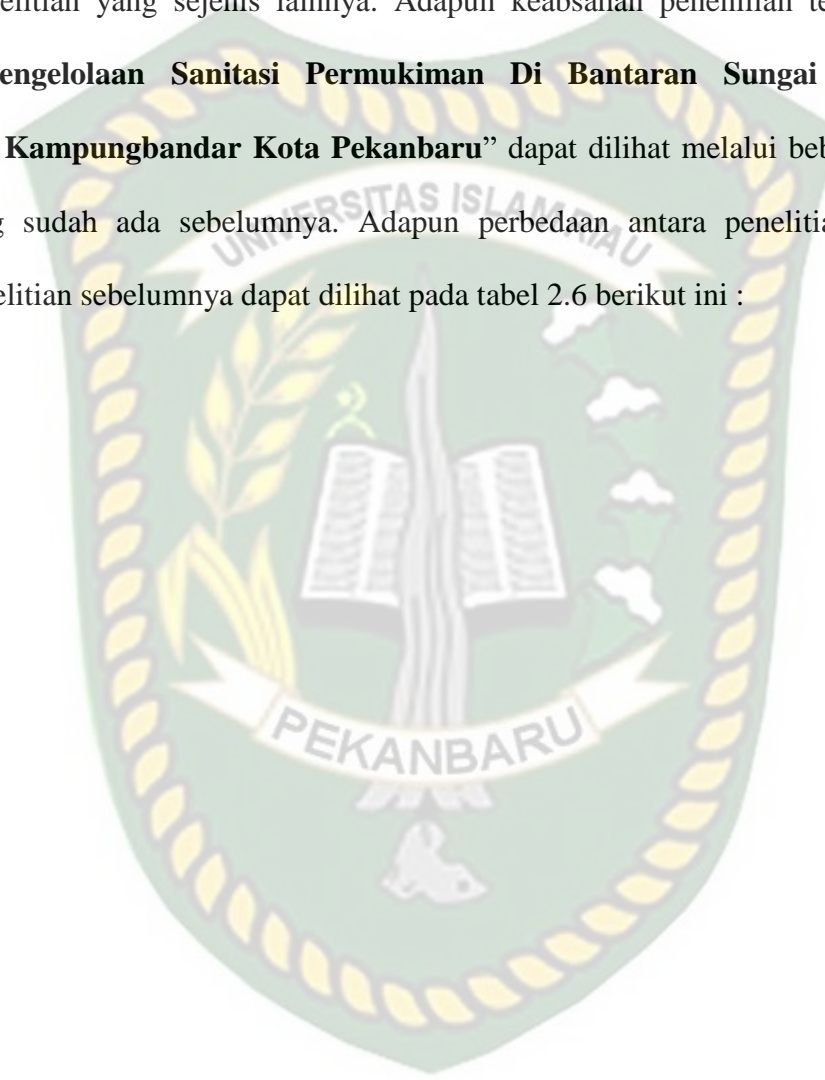 elitian yang sejenis lainnya. Adapun keabsahan penelitian te
engelolaan Sanitasi Permukiman Di Bantaran Sungai
Kampungbandar Kota Pekanbaru” dapat dilihat melalui beb
g sudah ada sebelumnya. Adapun perbedaan antara penelitia
elitian sebelumnya dapat dilihat pada tabel 2.6 berikut ini :
UNIVERSITAS ISLAM RIAU
PEKANBARU